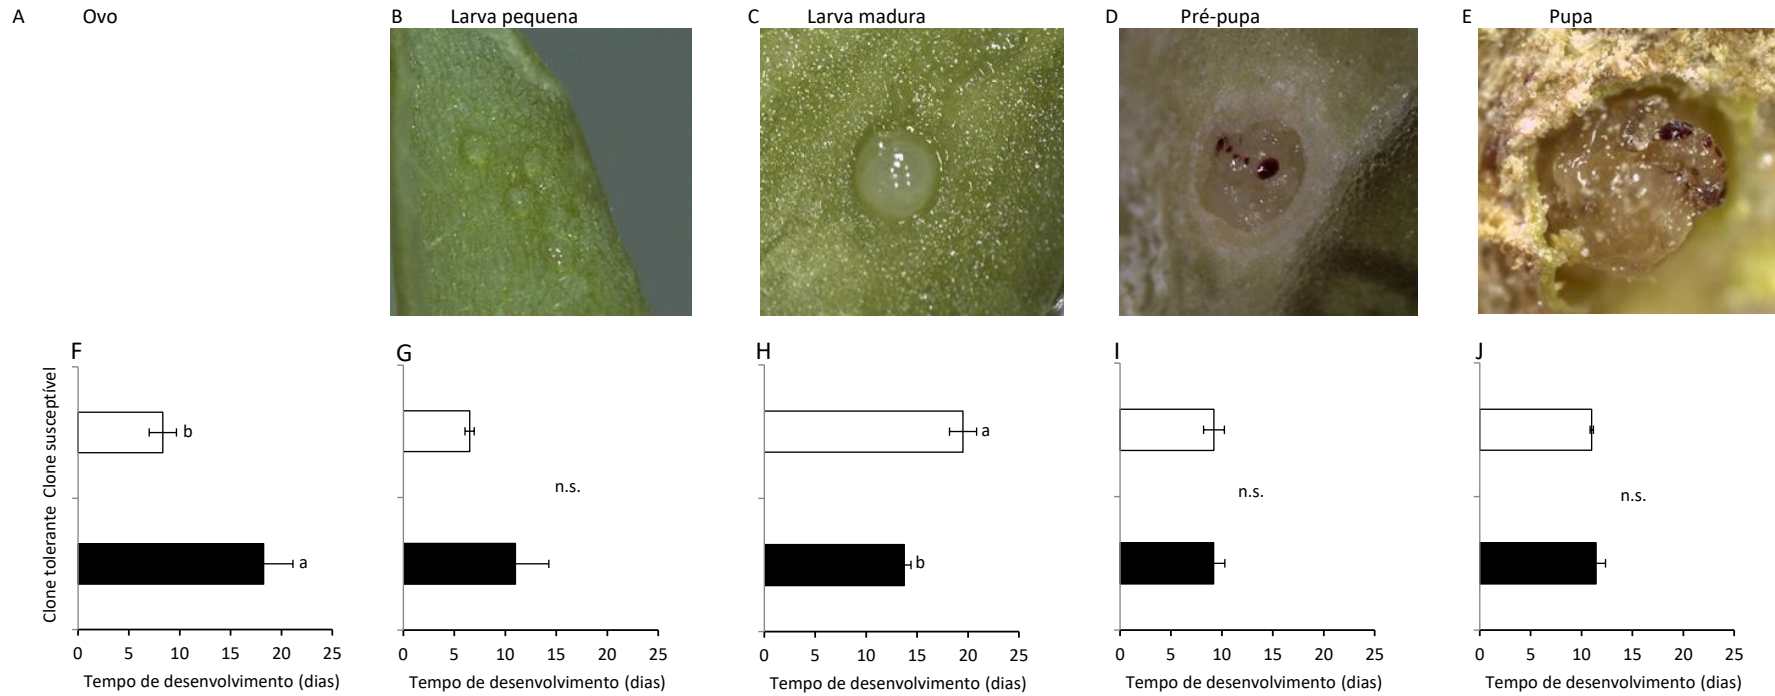 A Ovo
B Larva pequena
C Larva madura
D Pré-pupa
E Pupa
F
G
H
I
J
Clone tolerante Clone susceptível
b
a
n.s.
a
b
n.s.
n.s.
0 5 10 15 20 25
0 5 10 15 20 25
0 5 10 15 20 25
0 5 10 15 20 25
0 5 10 15 20 25
Tempo de desenvolvimento (dias)
Tempo de desenvolvimento (dias)
Tempo de desenvolvimento (dias)
Tempo de desenvolvimento (dias)
Tempo de desenvolvimento (dias)